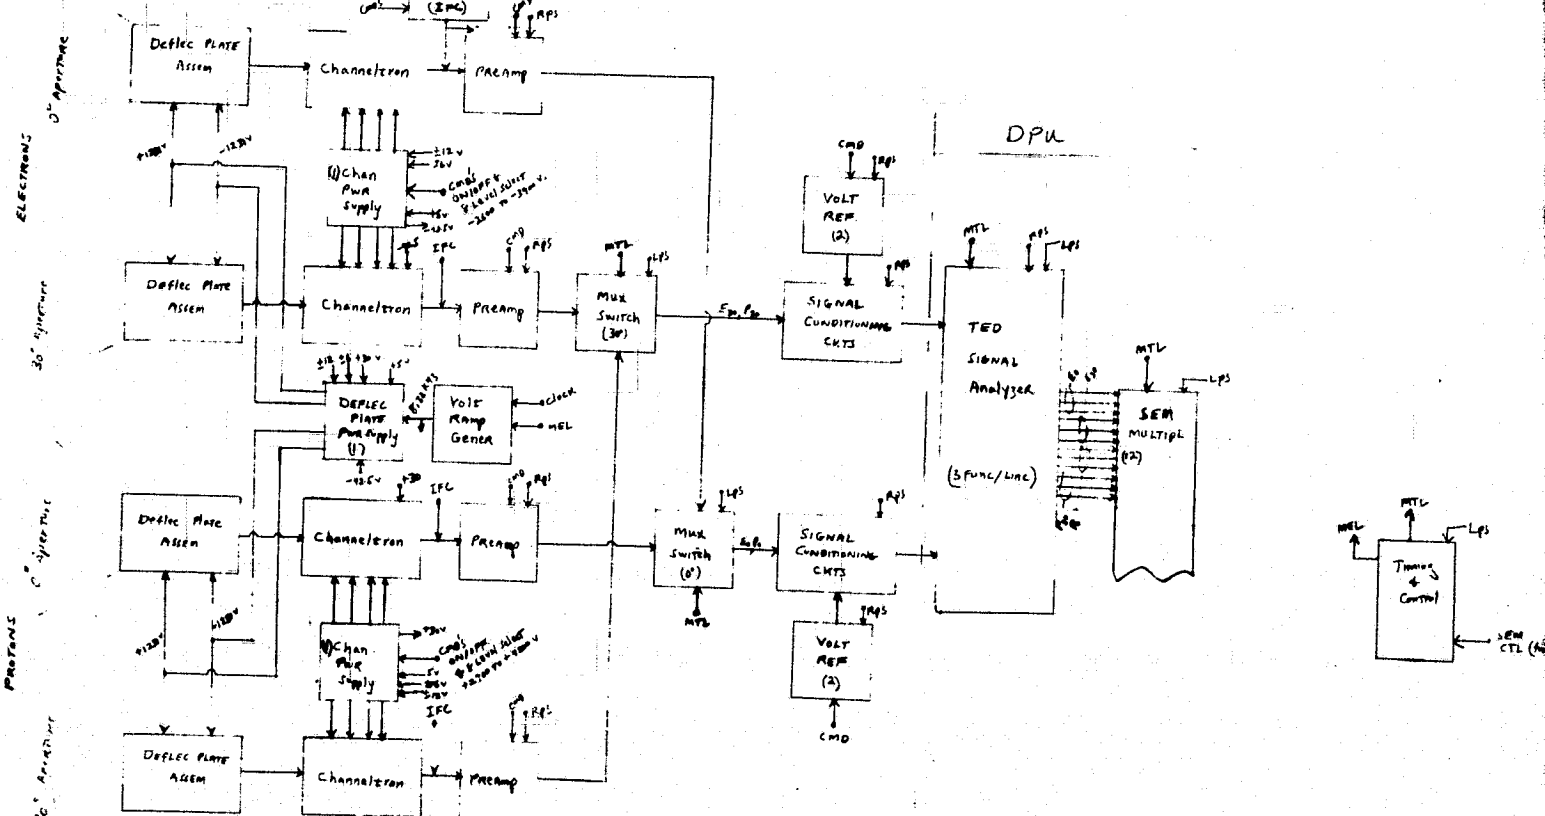 (IFC)
RPS
Deflec PLATE
Assem
Channeltron
PREAmp
0° Aperture
ELECTRONS
DPU
±12v
(1) Chan
PWR
Supply
CMD's
ON/OFF &
8 Level Select
CMD
RPS
VOLT
REF.
(2)
IFC
CMD
RPS
MTL
LPS
RPS
MTL
RPS
LPS
Deflec Plate
Assem
Channeltron
PREAmp
Mux
Switch
(30°)
E30, P30
SIGNAL
CONDITIONING
CKTS
TED
SIGNAL
Analyzer
(3 Func/Line)
30° Aperture
+5v
DEFLEC
PLATE
PWR Supply
(1)
Volt
RAMP
Gener
CLOCK
MEL
MTL
LPS
SEM
MULTIPL
(12)
IFC
CMD
RPS
LPS
RPS
Deflec Plate
Assem
Channeltron
PREAmp
Mux
Switch
(0°)
MTL
SIGNAL
CONDITIONING
CKTS
0° Aperture
PROTONS
RPS
VOLT
REF
(2)
CMD
Chan
PWR
Supply
CMD's
ON/OFF
8 Level Select
IFC
CMD
RPS
MEL
MTL
LPS
Timing
&
Control
SEM
CTL
Deflec Plate
Assem
Channeltron
PREAmp